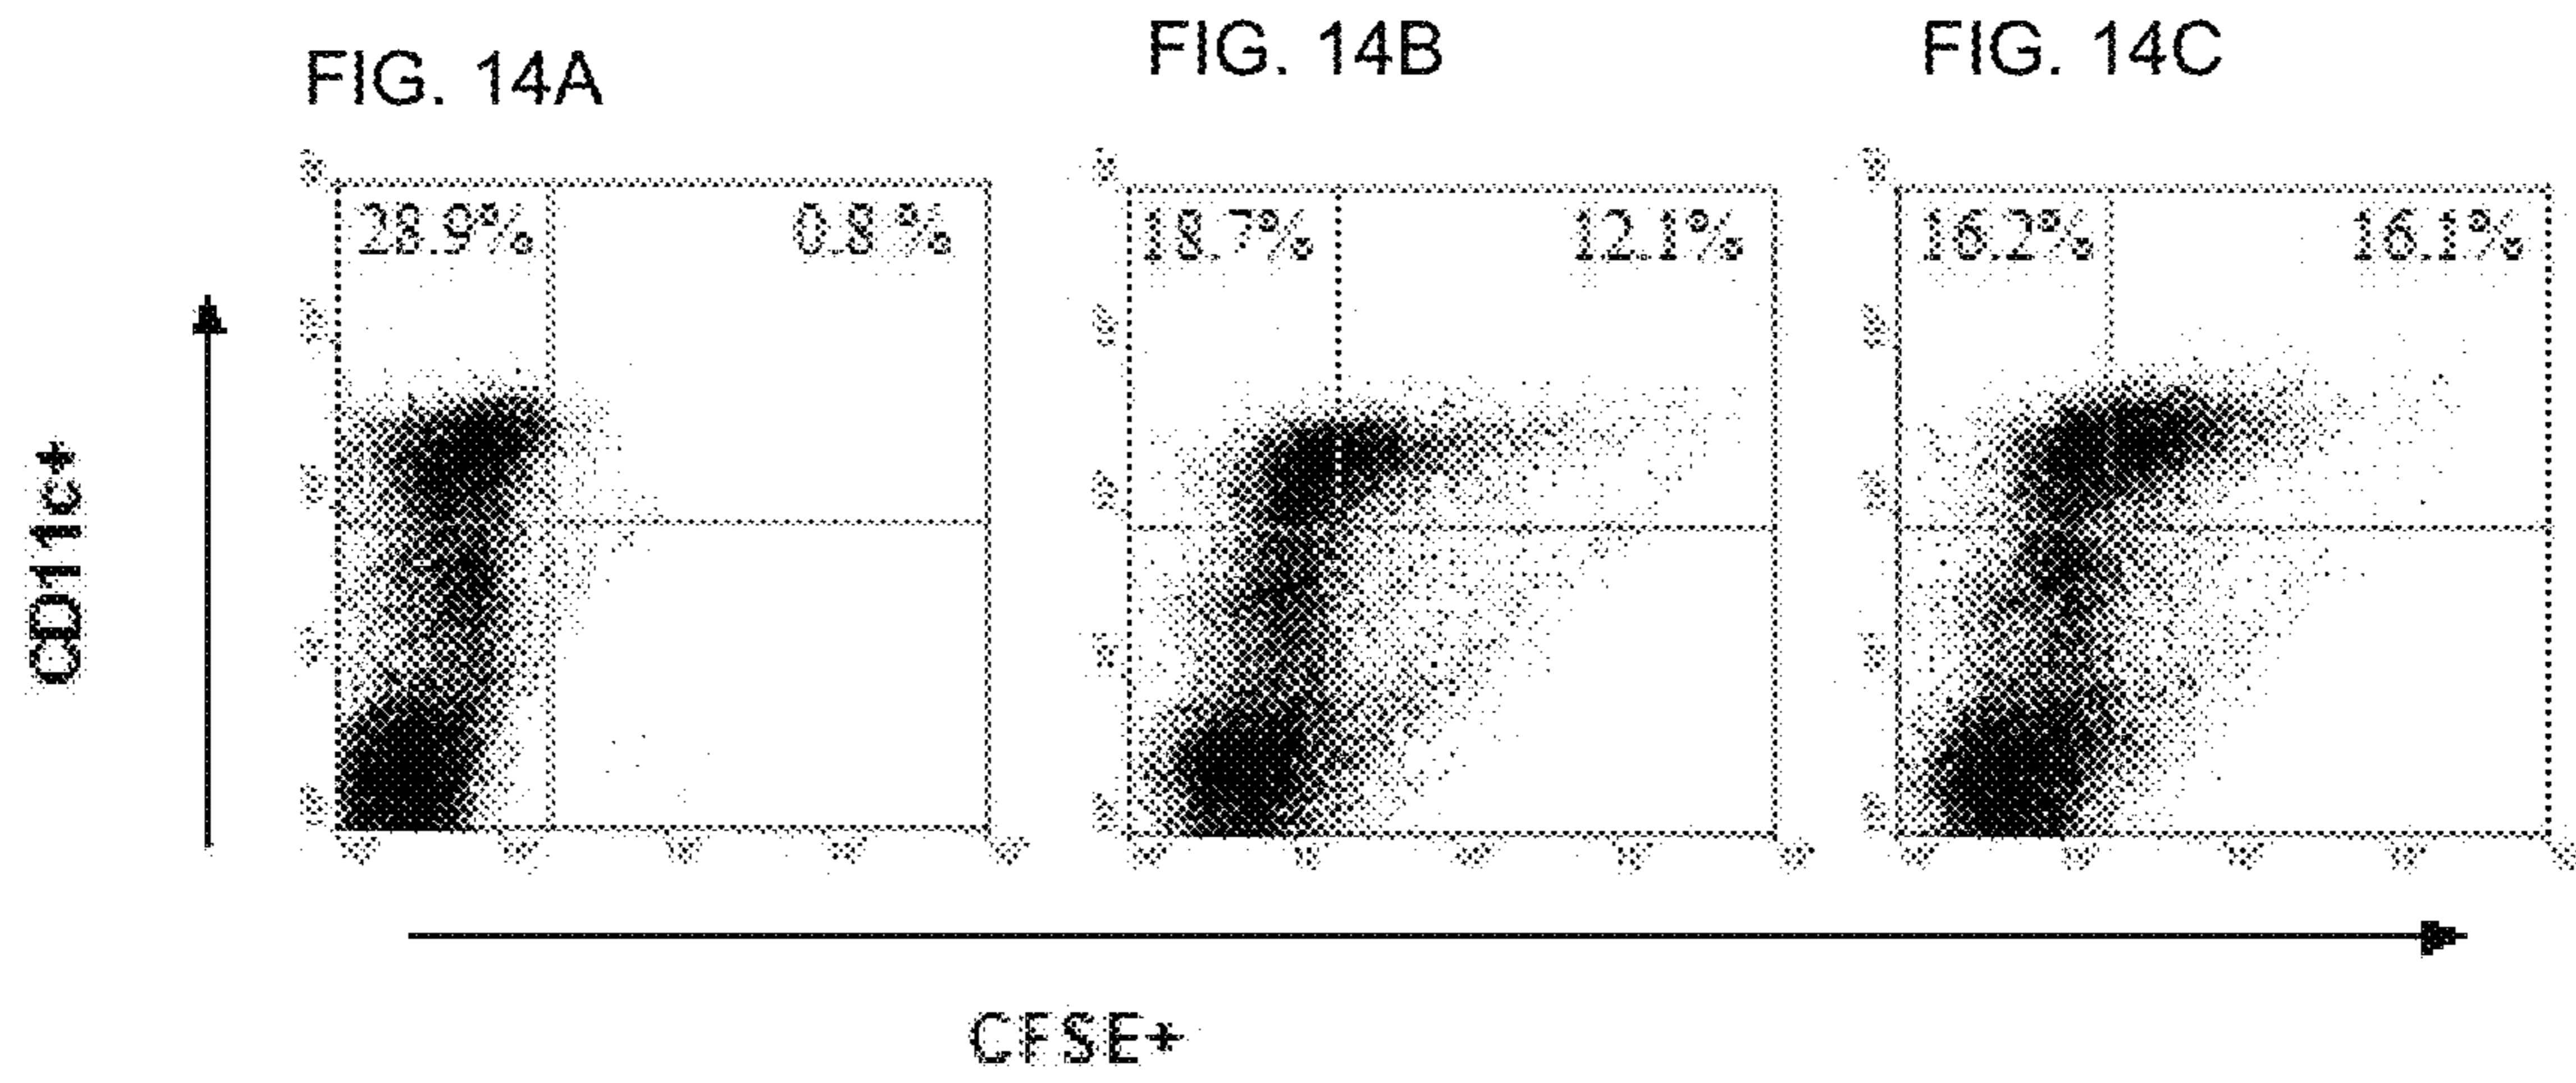 FIG. 14A
FIG. 14B
FIG. 14C
28.9%
0.8%
18.7%
12.1%
16.2%
16.1%
CD11c+
CFSE+